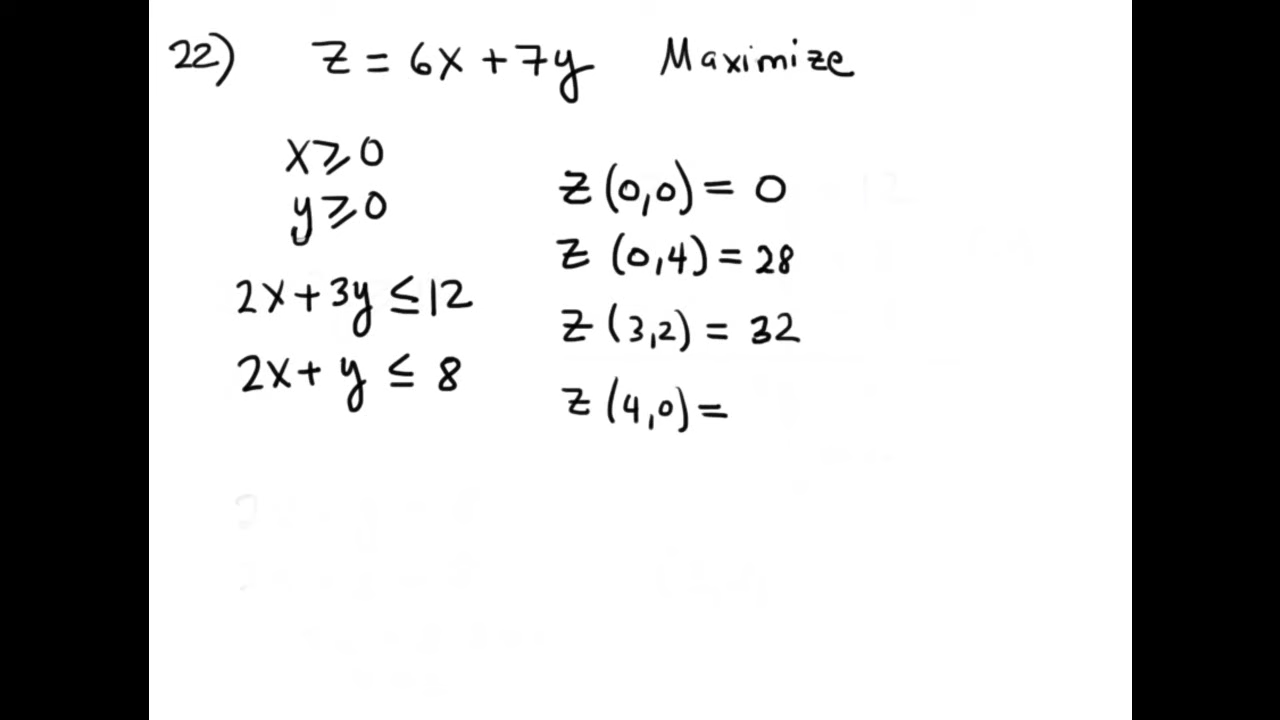 22) Z = 6x + 7y Maximize
x ≥ 0
y ≥ 0
2x + 3y ≤ 12
2x + y ≤ 8
Z (0,0) = 0
Z (0,4) = 28
Z (3,2) = 32
Z (4,0) =